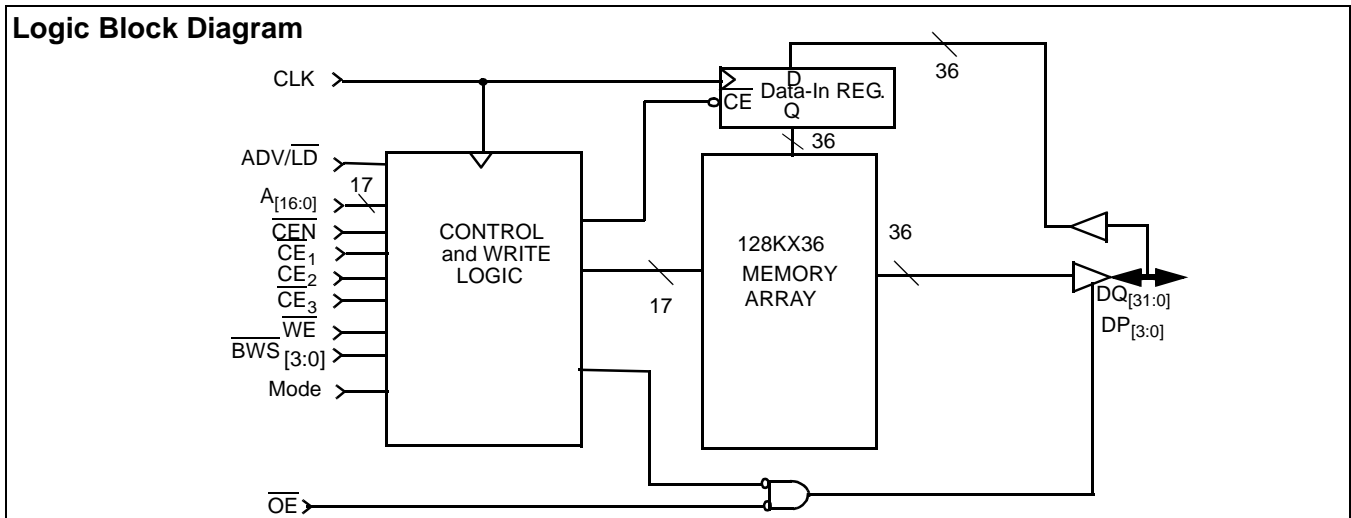 Logic Block Diagram
CLK
D
CE Data-In REG.
Q
36
36
ADV/LD
17
A[16:0]
CEN
CE1
CE2
CE3
WE
BWS[3:0]
Mode
CONTROL
and WRITE
LOGIC
17
128KX36
MEMORY
ARRAY
36
DQ[31:0]
DP[3:0]
OE